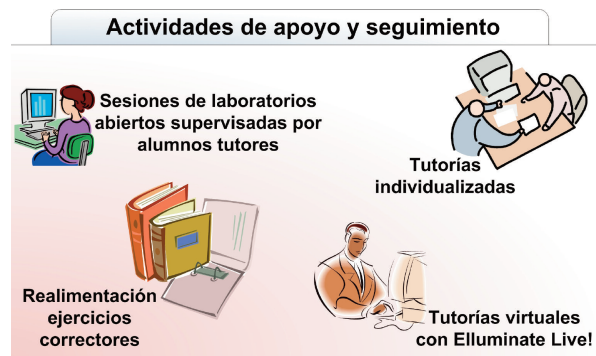 Actividades de apoyo y seguimiento
Sesiones de laboratorios
abiertos supervisadas por
alumnos tutores
Tutorías
individualizadas
Realimentación
ejercicios
correctores
Tutorías virtuales
con Elluminate Live!